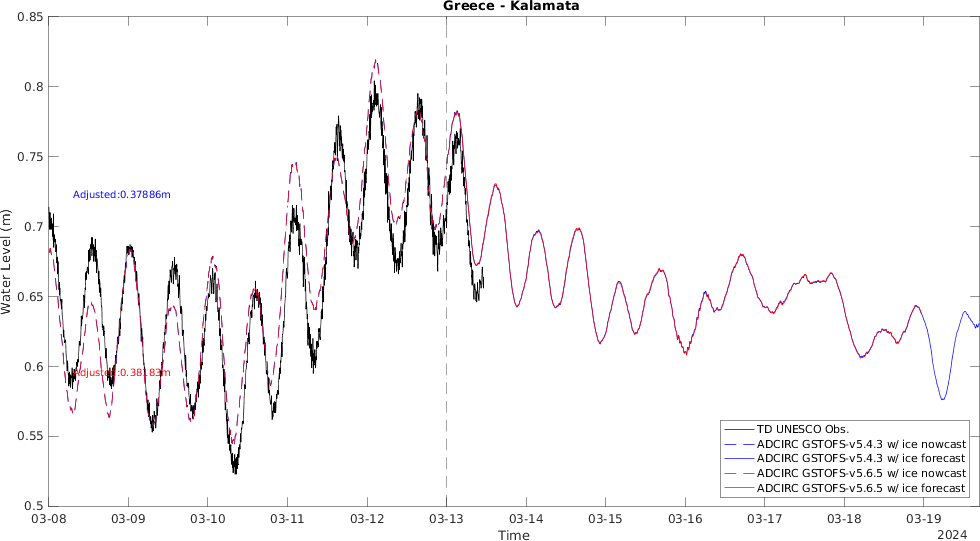 Greece - Kalamata
0.85
0.8
0.75
0.7
0.65
0.6
0.55
0.5
Water Level (m)
Adjusted:0.37886m
Adjusted:0.38183m
TD UNESCO Obs.
ADCIRC GSTOFS-v5.4.3 w/ ice nowcast
ADCIRC GSTOFS-v5.4.3 w/ ice forecast
ADCIRC GSTOFS-v5.6.5 w/ ice nowcast
ADCIRC GSTOFS-v5.6.5 w/ ice forecast
03-08 03-09 03-10 03-11 03-12 03-13 03-14 03-15 03-16 03-17 03-18 03-19
Time
2024